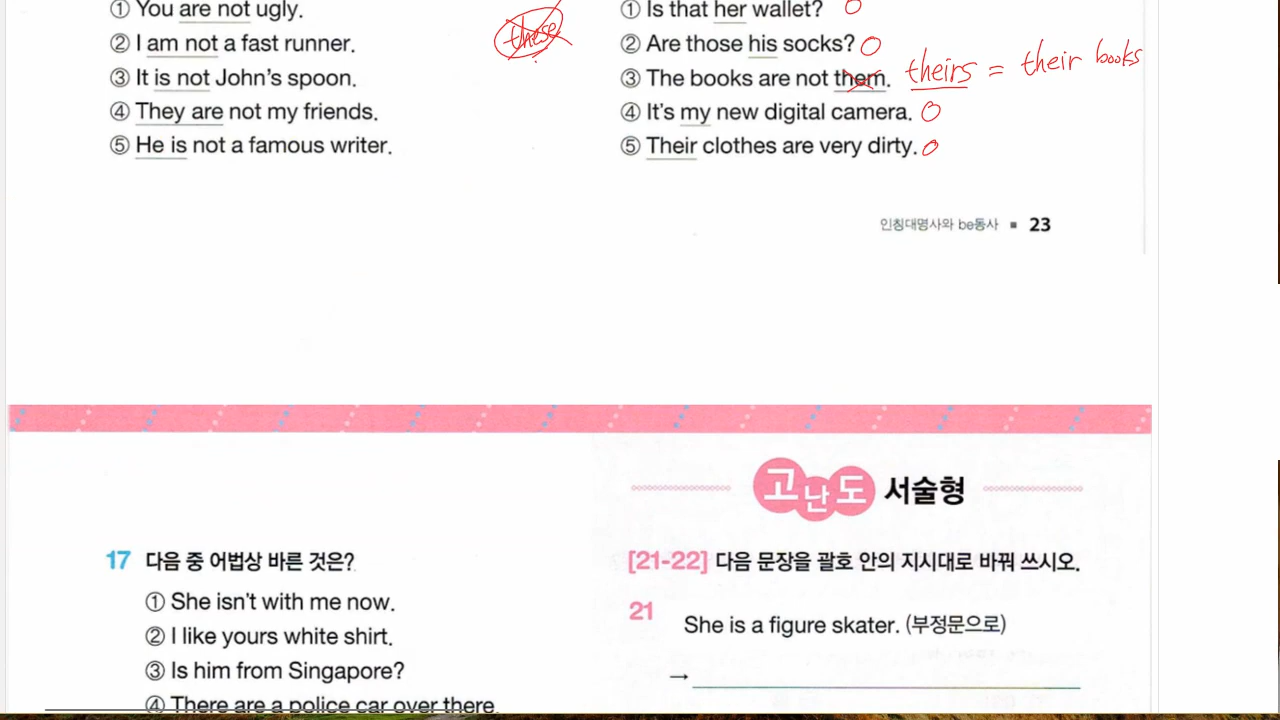 ① You are not ugly.
② I am not a fast runner.
③ It is not John's spoon.
④ They are not my friends.
⑤ He is not a famous writer.
these
① Is that her wallet? O
② Are those his socks? O
③ The books are not them. theirs = their books
④ It's my new digital camera. O
⑤ Their clothes are very dirty. O
인칭대명사와 be동사 ■ 23
17 다음 중 어법상 바른 것은?
① She isn't with me now.
② I like yours white shirt.
③ Is him from Singapore?
④ There are a police car over there.
고난도 서술형
[21-22] 다음 문장을 괄호 안의 지시대로 바꿔 쓰시오.
21
She is a figure skater. (부정문으로)
→